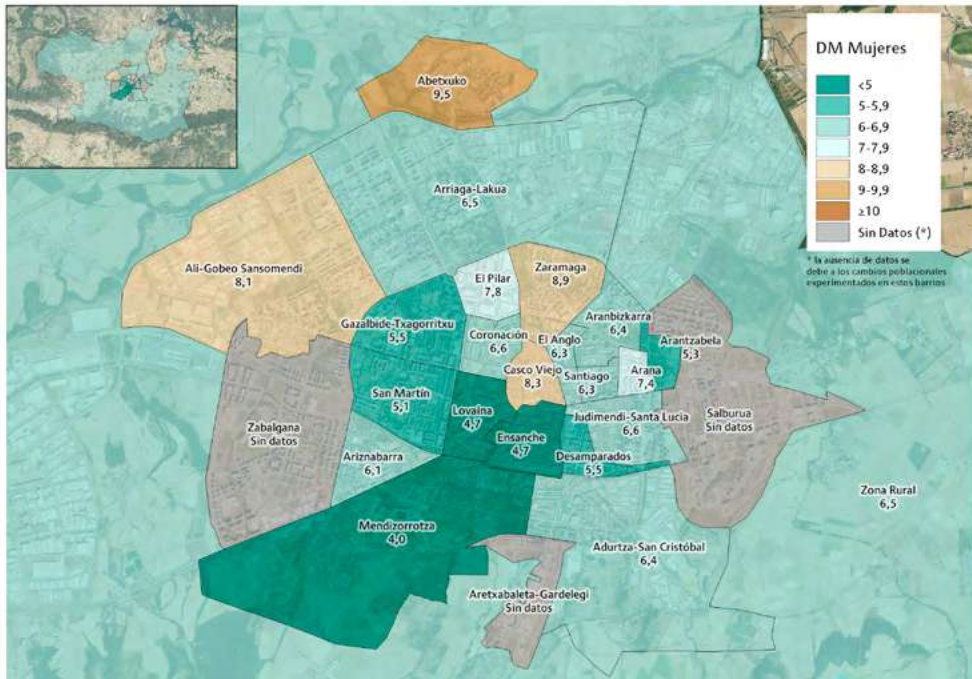 DM Mujeres
<5
5-5,9
6-6,9
7-7,9
8-8,9
9-9,9
≥10
Sin Datos (*)
* la ausencia de datos se
debe a los cambios poblacionales
experimentados en estos barrios
Abetxuko
9,5
Arriaga-Lakua
6,5
Ali-Gobeo Sansomendi
8,1
El Pilar
7,8
Zaramaga
8,9
Gazalbide-Txagorritxu
5,5
Coronación
6,6
El Anglo
6,3
Aranbizkarra
6,4
Arantzabela
5,3
Casco Viejo
8,3
Santiago
6,3
Arana
7,4
San Martín
5,1
Lovaina
4,7
Ensanche
4,7
Judimendi-Santa Lucia
6,6
Salburua
Sin datos
Zabalgana
Sin datos
Ariznabarra
6,1
Desamparados
5,5
Zona Rural
6,5
Mendizorrotza
4,0
Adurtza-San Cristóbal
6,4
Aretxabaleta-Gardelegi
Sin datos